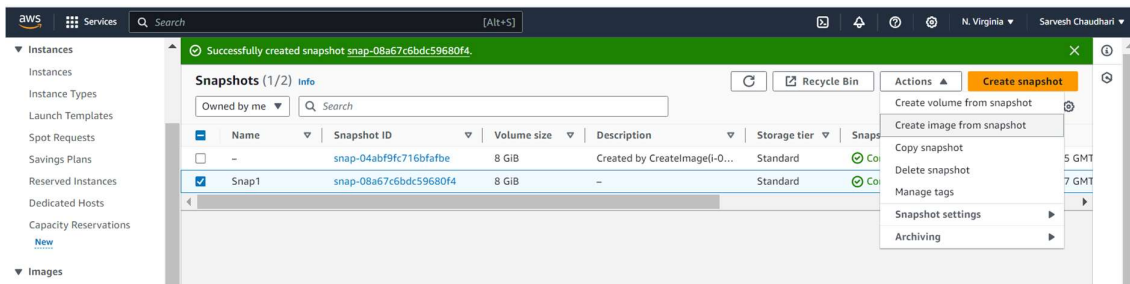 aws Services Search [Alt+S] N. Virginia Sarvesh Chaudhari
Instances
Instances
Instance Types
Launch Templates
Spot Requests
Savings Plans
Reserved Instances
Dedicated Hosts
Capacity Reservations
New
Images
Successfully created snapshot snap-08a67c6bdc59680f4.
Snapshots (1/2) Info Recycle Bin Actions Create snapshot
Owned by me Search
Name Snapshot ID Volume size Description Storage tier Snaps
– snap-04abf9fc716bfafbe 8 GiB Created by CreateImage(i-0... Standard Co 5 GMT
Snap1 snap-08a67c6bdc59680f4 8 GiB – Standard Co 7 GMT
Create volume from snapshot
Create image from snapshot
Copy snapshot
Delete snapshot
Manage tags
Snapshot settings
Archiving